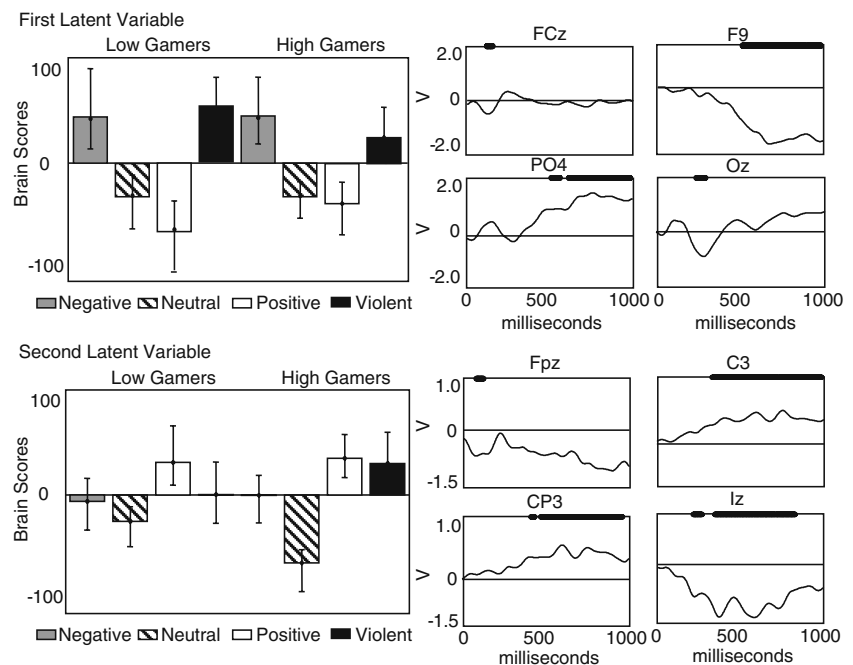 First Latent Variable
Low Gamers High Gamers
100
0
-100
Brain Scores
Negative Neutral Positive Violent
FCz
F9
2.0
0
-2.0
V
PO4
Oz
2.0
0
-2.0
V
0 500 1000
milliseconds
0 500 1000
milliseconds
Second Latent Variable
Low Gamers High Gamers
100
0
-100
Brain Scores
Negative Neutral Positive Violent
Fpz
C3
1.0
0
-1.5
V
CP3
Iz
1.0
0
-1.5
V
0 500 1000
milliseconds
0 500 1000
milliseconds